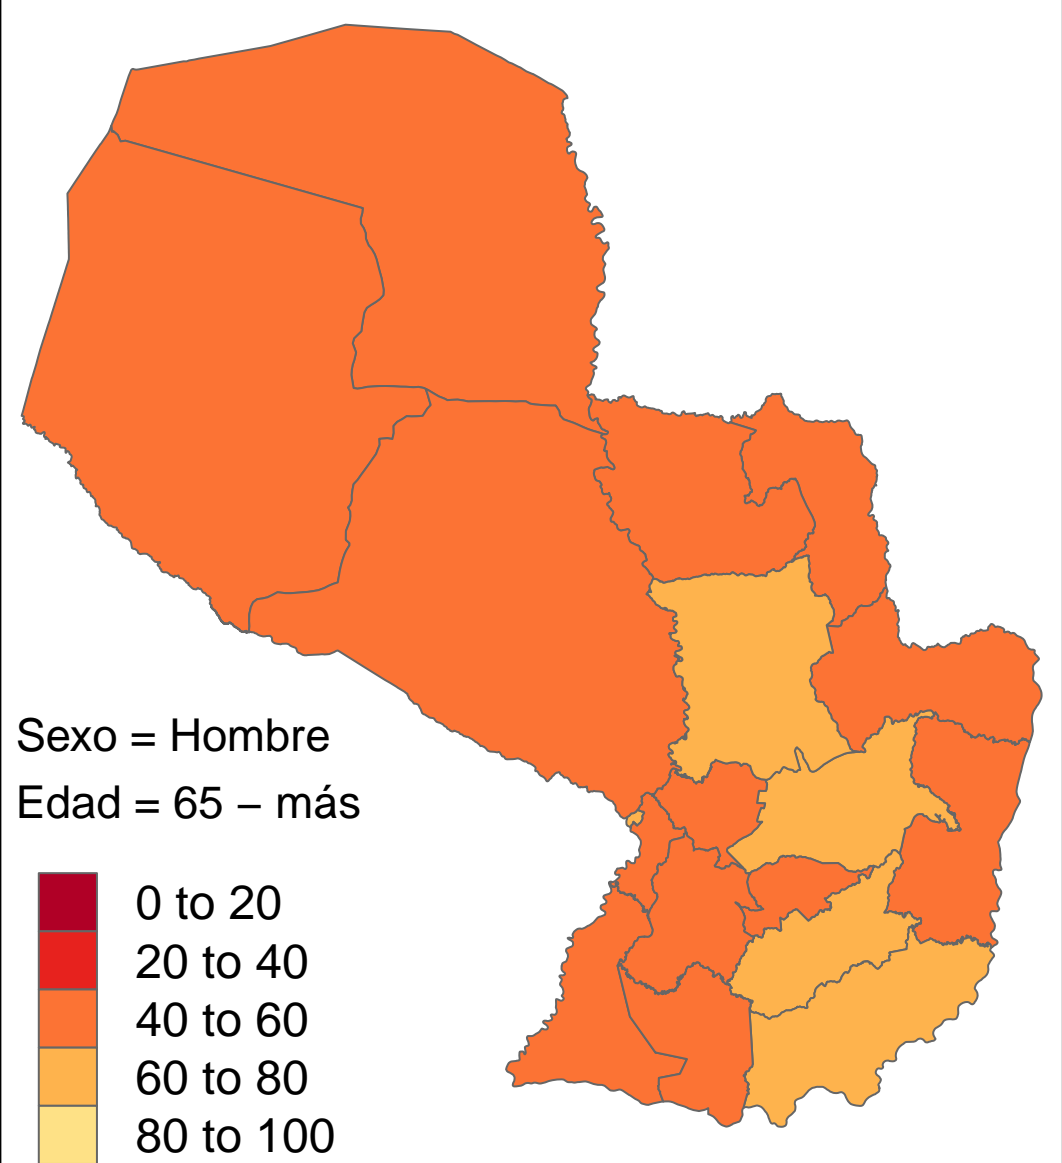 Sexo = Hombre
Edad = 65 – más
0 to 20
20 to 40
40 to 60
60 to 80
80 to 100